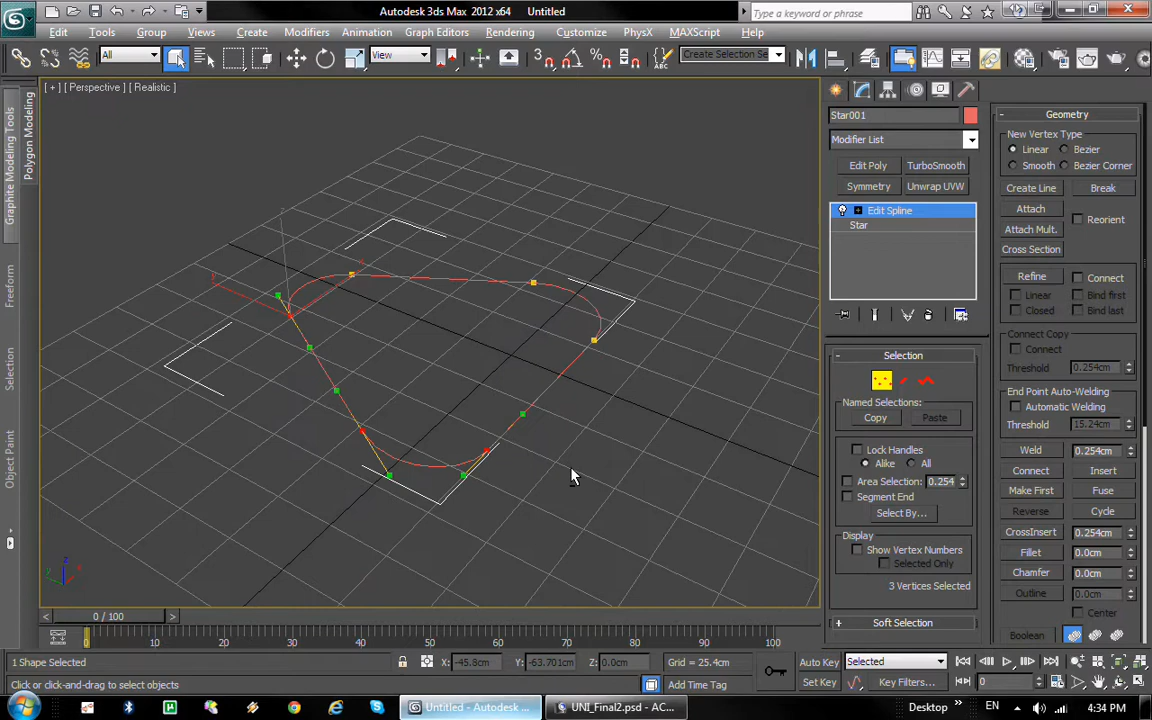 Autodesk 3ds Max 2012 x64 Untitled
Type a keyword or phrase
Edit Tools Group Views Create Modifiers Animation Graph Editors Rendering Customize PhysX MAXScript Help
All View Create Selection Se
[ + ] [ Perspective ] [ Realistic ]
Graphite Modeling Tools
Polygon Modeling
Freeform
Selection
Object Paint
Star001
Modifier List
Edit Poly TurboSmooth
Symmetry Unwrap UVW
Edit Spline
Star
Selection
Named Selections:
Copy Paste
Lock Handles
Alike All
Area Selection: 0.254
Segment End
Select By...
Display
Show Vertex Numbers
Selected Only
3 Vertices Selected
Soft Selection
Geometry
New Vertex Type
Linear Bezier
Smooth Bezier Corner
Create Line Break
Attach Reorient
Attach Mult.
Cross Section
Refine Connect
Linear Bind first
Closed Bind last
Connect Copy
Connect
Threshold 0.254cm
End Point Auto-Welding
Automatic Welding
Threshold 15.24cm
Weld 0.254cm
Connect Insert
Make First Fuse
Reverse Cycle
CrossInsert 0.254cm
Fillet 0.0cm
Chamfer 0.0cm
Outline 0.0cm
Center
Boolean
z
x
y
< 0 / 100 >
0 10 20 30 40 50 60 70 80 90 100
1 Shape Selected X: -45.8cm Y: -63.701cm Z: 0.0cm Grid = 25.4cm Auto Key Selected
Click or click-and-drag to select objects Add Time Tag Set Key Key Filters... 0
Untitled - Autodesk ... UNI_Final2.psd - AC... Desktop » EN 4:34 PM